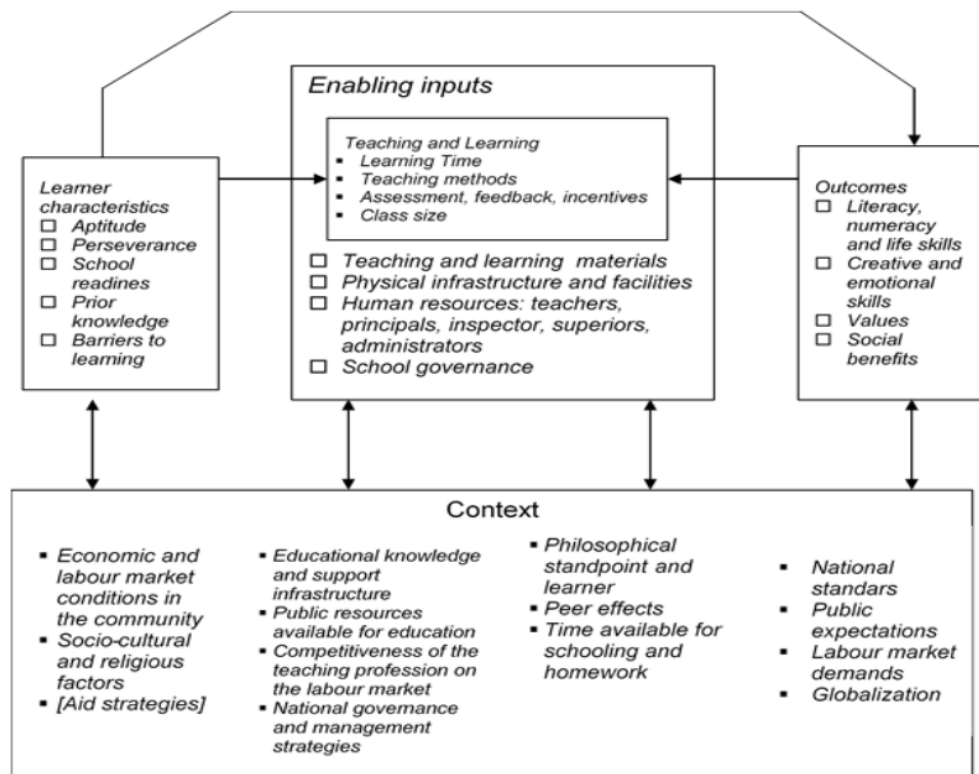 Enabling inputs
Teaching and Learning
▪ Learning Time
▪ Teaching methods
▪ Assessment, feedback, incentives
▪ Class size
☐ Teaching and learning materials
☐ Physical infrastructure and facilities
☐ Human resources: teachers,
principals, inspector, superiors,
administrators
☐ School governance
Learner
characteristics
☐ Aptitude
☐ Perseverance
☐ School
readines
☐ Prior
knowledge
☐ Barriers to
learning
Outcomes
☐ Literacy,
numeracy
and life skills
☐ Creative and
emotional
skills
☐ Values
☐ Social
benefits
Context
▪ Economic and
labour market
conditions in
the community
▪ Socio-cultural
and religious
factors
▪ [Aid strategies]
▪ Educational knowledge
and support
infrastructure
▪ Public resources
available for education
▪ Competitiveness of the
teaching profession on
the labour market
▪ National governance
and management
strategies
▪ Philosophical
standpoint and
learner
▪ Peer effects
▪ Time available for
schooling and
homework
▪ National
standars
▪ Public
expectations
▪ Labour market
demands
▪ Globalization